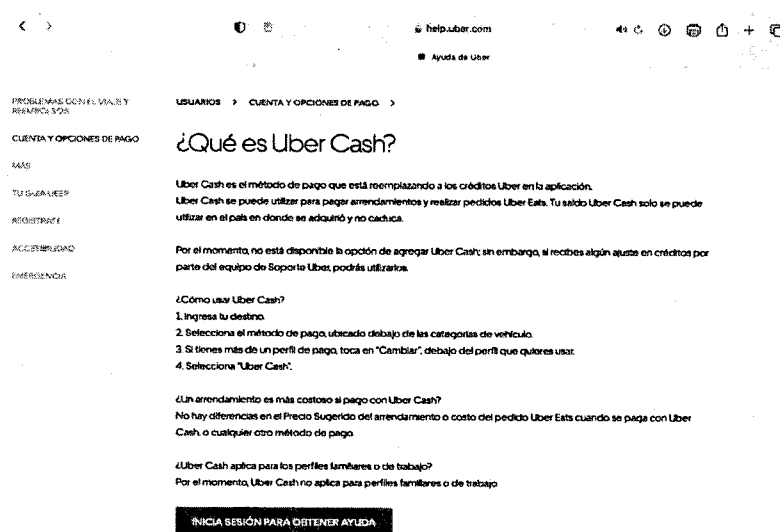 help.uber.com
Ayuda de Uber
PROBLEMAS CON EL VIAJE Y
REEMBOLSOS
CUENTA Y OPCIONES DE PAGO
MÁS
TU GUÍA UBER
REGÍSTRATE
ACCESIBILIDAD
EMERGENCIA
USUARIOS > CUENTA Y OPCIONES DE PAGO >
¿Qué es Uber Cash?
Uber Cash es el método de pago que está reemplazando a los créditos Uber en la aplicación.
Uber Cash se puede utilizar para pagar arrendamientos y realizar pedidos Uber Eats. Tu saldo Uber Cash solo se puede
utilizar en el país en donde se adquirió y no caduca.
Por el momento, no está disponible la opción de agregar Uber Cash; sin embargo, si recibes algún ajuste en créditos por
parte del equipo de Soporte Uber, podrás utilizarlos.
¿Cómo usar Uber Cash?
1. Ingresa tu destino.
2. Selecciona el método de pago, ubicado debajo de las categorías de vehículo.
3. Si tienes más de un perfil de pago, toca en "Cambiar", debajo del perfil que quieres usar.
4. Selecciona "Uber Cash".
¿Un arrendamiento es más costoso si pago con Uber Cash?
No hay diferencias en el Precio Sugerido del arrendamiento o costo del pedido Uber Eats cuando se paga con Uber
Cash, o cualquier otro método de pago.
¿Uber Cash aplica para los perfiles familiares o de trabajo?
Por el momento, Uber Cash no aplica para perfiles familiares o de trabajo
INICIA SESIÓN PARA OBTENER AYUDA